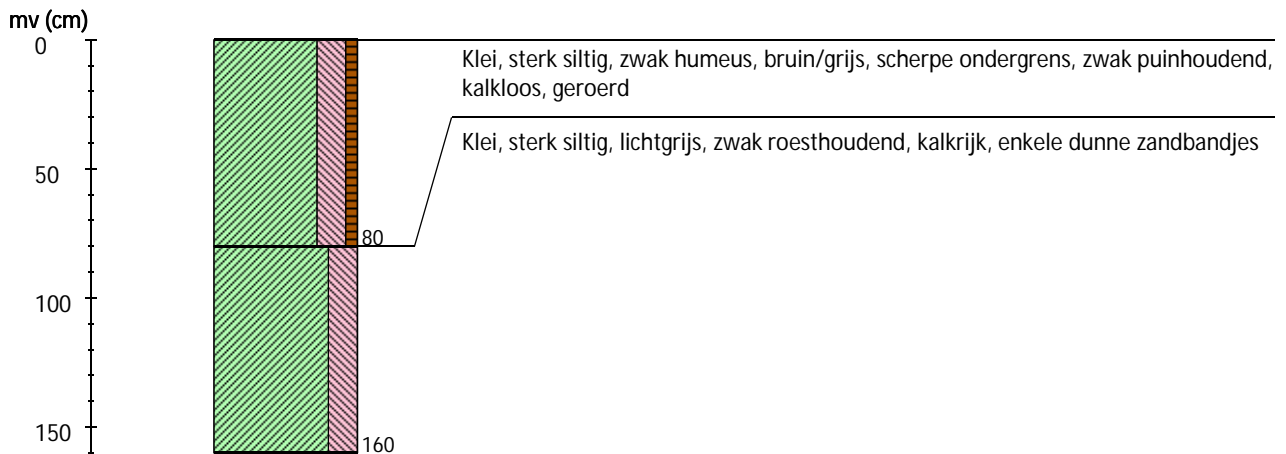 mv (cm)
0
Klei, sterk siltig, zwak humeus, bruin/grijs, scherpe ondergrens, zwak puinhoudend,
kalkloos, geroerd
Klei, sterk siltig, lichtgrijs, zwak roesthoudend, kalkrijk, enkele dunne zandbandjes
50
80
100
150
160